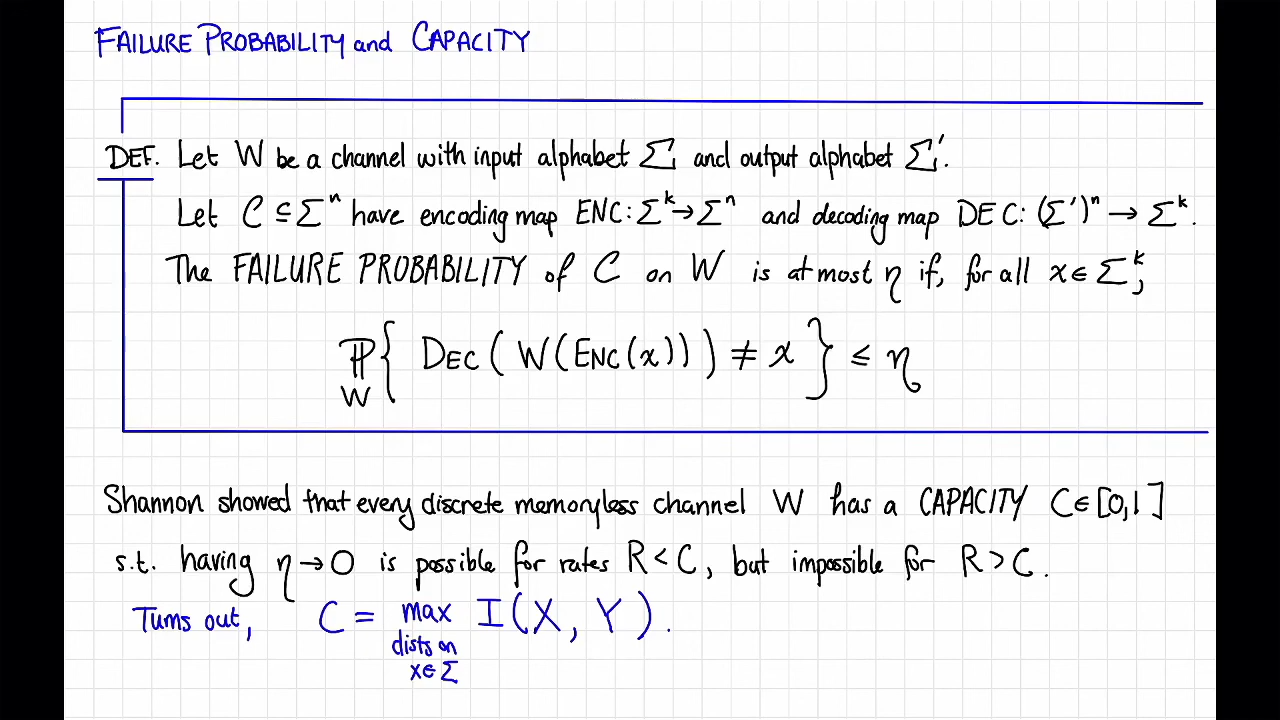 FAILURE PROBABILITY and CAPACITY
DEF. Let W be a channel with input alphabet Σ and output alphabet Σ'.
Let C ⊆ Σⁿ have encoding map ENC: Σᵏ → Σⁿ and decoding map DEC: (Σ')ⁿ → Σᵏ.
The FAILURE PROBABILITY of C on W is at most η if, for all x ∈ Σᵏ,
ℙ_W { DEC( W( ENC(x) ) ) ≠ x } ≤ η
Shannon showed that every discrete memoryless channel W has a CAPACITY C ∈ [0,1]
s.t. having η → 0 is possible for rates R < C, but impossible for R > C.
Turns out, C = max I(X, Y).
dists on
x ∈ Σ